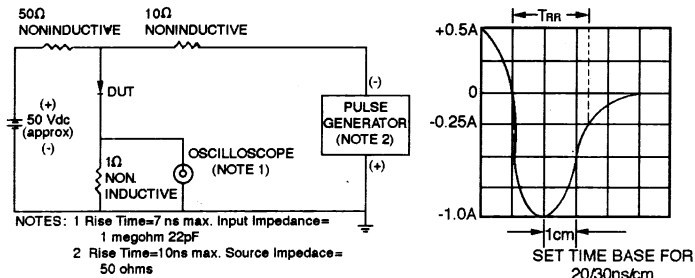 50Ω
NONINDUCTIVE
10Ω
NONINDUCTIVE
DUT
(+)
50 Vdc
(approx)
(-)
1Ω
NON.
INDUCTIVE
OSCILLOSCOPE
(NOTE 1)
(-)
PULSE
GENERATOR
(NOTE 2)
(+)
NOTES: 1 Rise Time=7 ns max. Input Impedance=
1 megohm 22pF
2 Rise Time=10ns max. Source Impedace=
50 ohms
TRR
+0.5A
0
-0.25A
-1.0A
1cm
SET TIME BASE FOR
20/30ns/cm